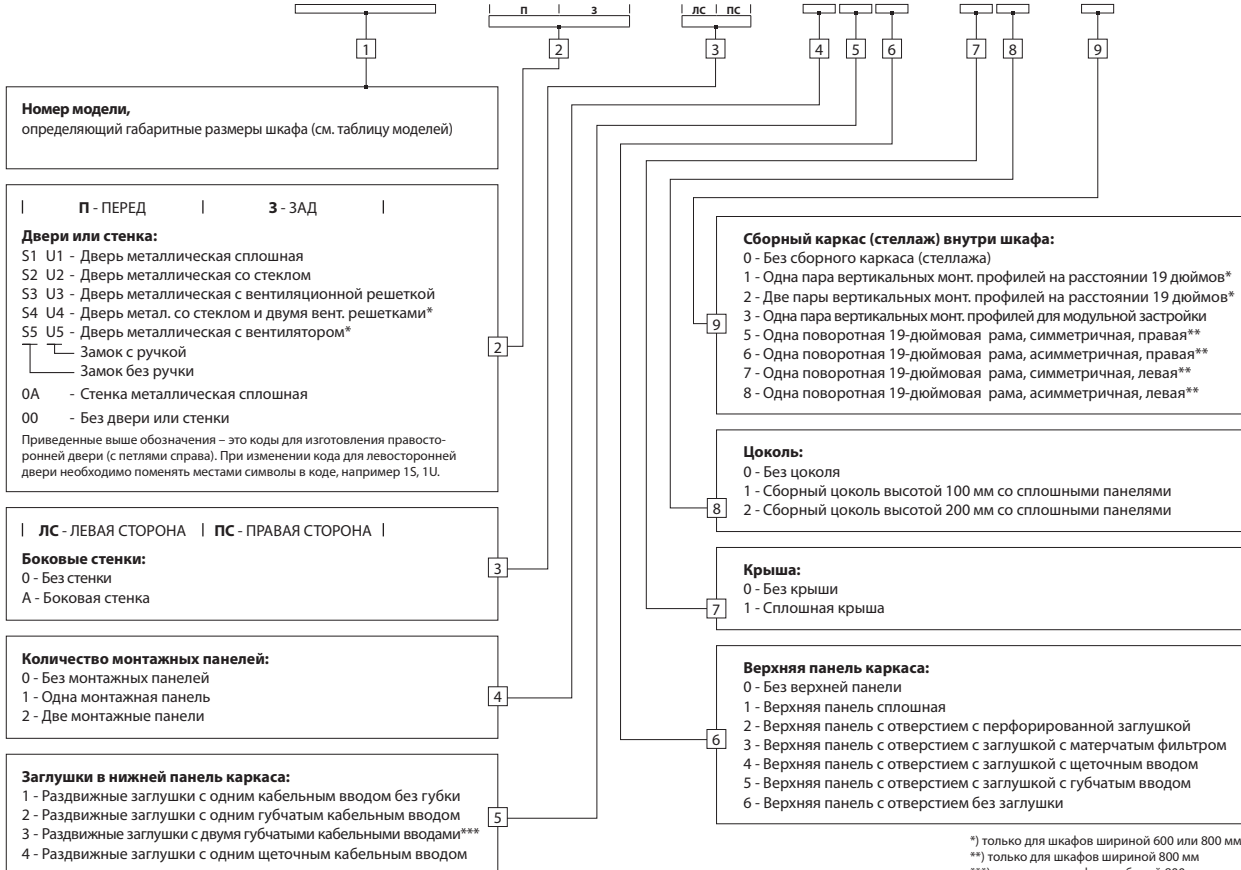 П З ЛС ПС
1 2 3 4 5 6 7 8 9
Номер модели,
определяющий габаритные размеры шкафа (см. таблицу моделей)
| П - ПЕРЕД | З - ЗАД |
Двери или стенка:
S1 U1 - Дверь металлическая сплошная
S2 U2 - Дверь металлическая со стеклом
S3 U3 - Дверь металлическая с вентиляционной решеткой
S4 U4 - Дверь метал. со стеклом и двумя вент. решетками*
S5 U5 - Дверь металлическая с вентилятором*
Замок с ручкой
Замок без ручки
0A - Стенка металлическая сплошная
00 - Без двери или стенки
Приведенные выше обозначения – это коды для изготовления правосто-
ронней двери (с петлями справа). При изменении кода для левосторонней
двери необходимо поменять местами символы в коде, например 1S, 1U.
2
| ЛС - ЛЕВАЯ СТОРОНА | ПС - ПРАВАЯ СТОРОНА |
Боковые стенки:
0 - Без стенки
А - Боковая стенка
3
Количество монтажных панелей:
0 - Без монтажных панелей
1 - Одна монтажная панель
2 - Две монтажные панели
4
Заглушки в нижней панель каркаса:
1 - Раздвижные заглушки с одним кабельным вводом без губки
2 - Раздвижные заглушки с одним губчатым кабельным вводом
3 - Раздвижные заглушки с двумя губчатыми кабельными вводами***
4 - Раздвижные заглушки с одним щеточным кабельным вводом
5
Сборный каркас (стеллаж) внутри шкафа:
0 - Без сборного каркаса (стеллажа)
1 - Одна пара вертикальных монт. профилей на расстоянии 19 дюймов*
2 - Две пары вертикальных монт. профилей на расстоянии 19 дюймов*
3 - Одна пара вертикальных монт. профилей для модульной застройки
5 - Одна поворотная 19-дюймовая рама, симметричная, правая**
6 - Одна поворотная 19-дюймовая рама, асимметричная, правая**
7 - Одна поворотная 19-дюймовая рама, симметричная, левая**
8 - Одна поворотная 19-дюймовая рама, асимметричная, левая**
9
Цоколь:
0 - Без цоколя
1 - Сборный цоколь высотой 100 мм со сплошными панелями
2 - Сборный цоколь высотой 200 мм со сплошными панелями
8
Крыша:
0 - Без крыши
1 - Сплошная крыша
7
Верхняя панель каркаса:
0 - Без верхней панели
1 - Верхняя панель сплошная
2 - Верхняя панель с отверстием с перфорированной заглушкой
3 - Верхняя панель с отверстием с заглушкой с матерчатым фильтром
4 - Верхняя панель с отверстием с заглушкой с щеточным вводом
5 - Верхняя панель с отверстием с заглушкой с губчатым вводом
6 - Верхняя панель с отверстием без заглушки
6
*) только для шкафов шириной 600 или 800 мм
**) только для шкафов шириной 800 мм